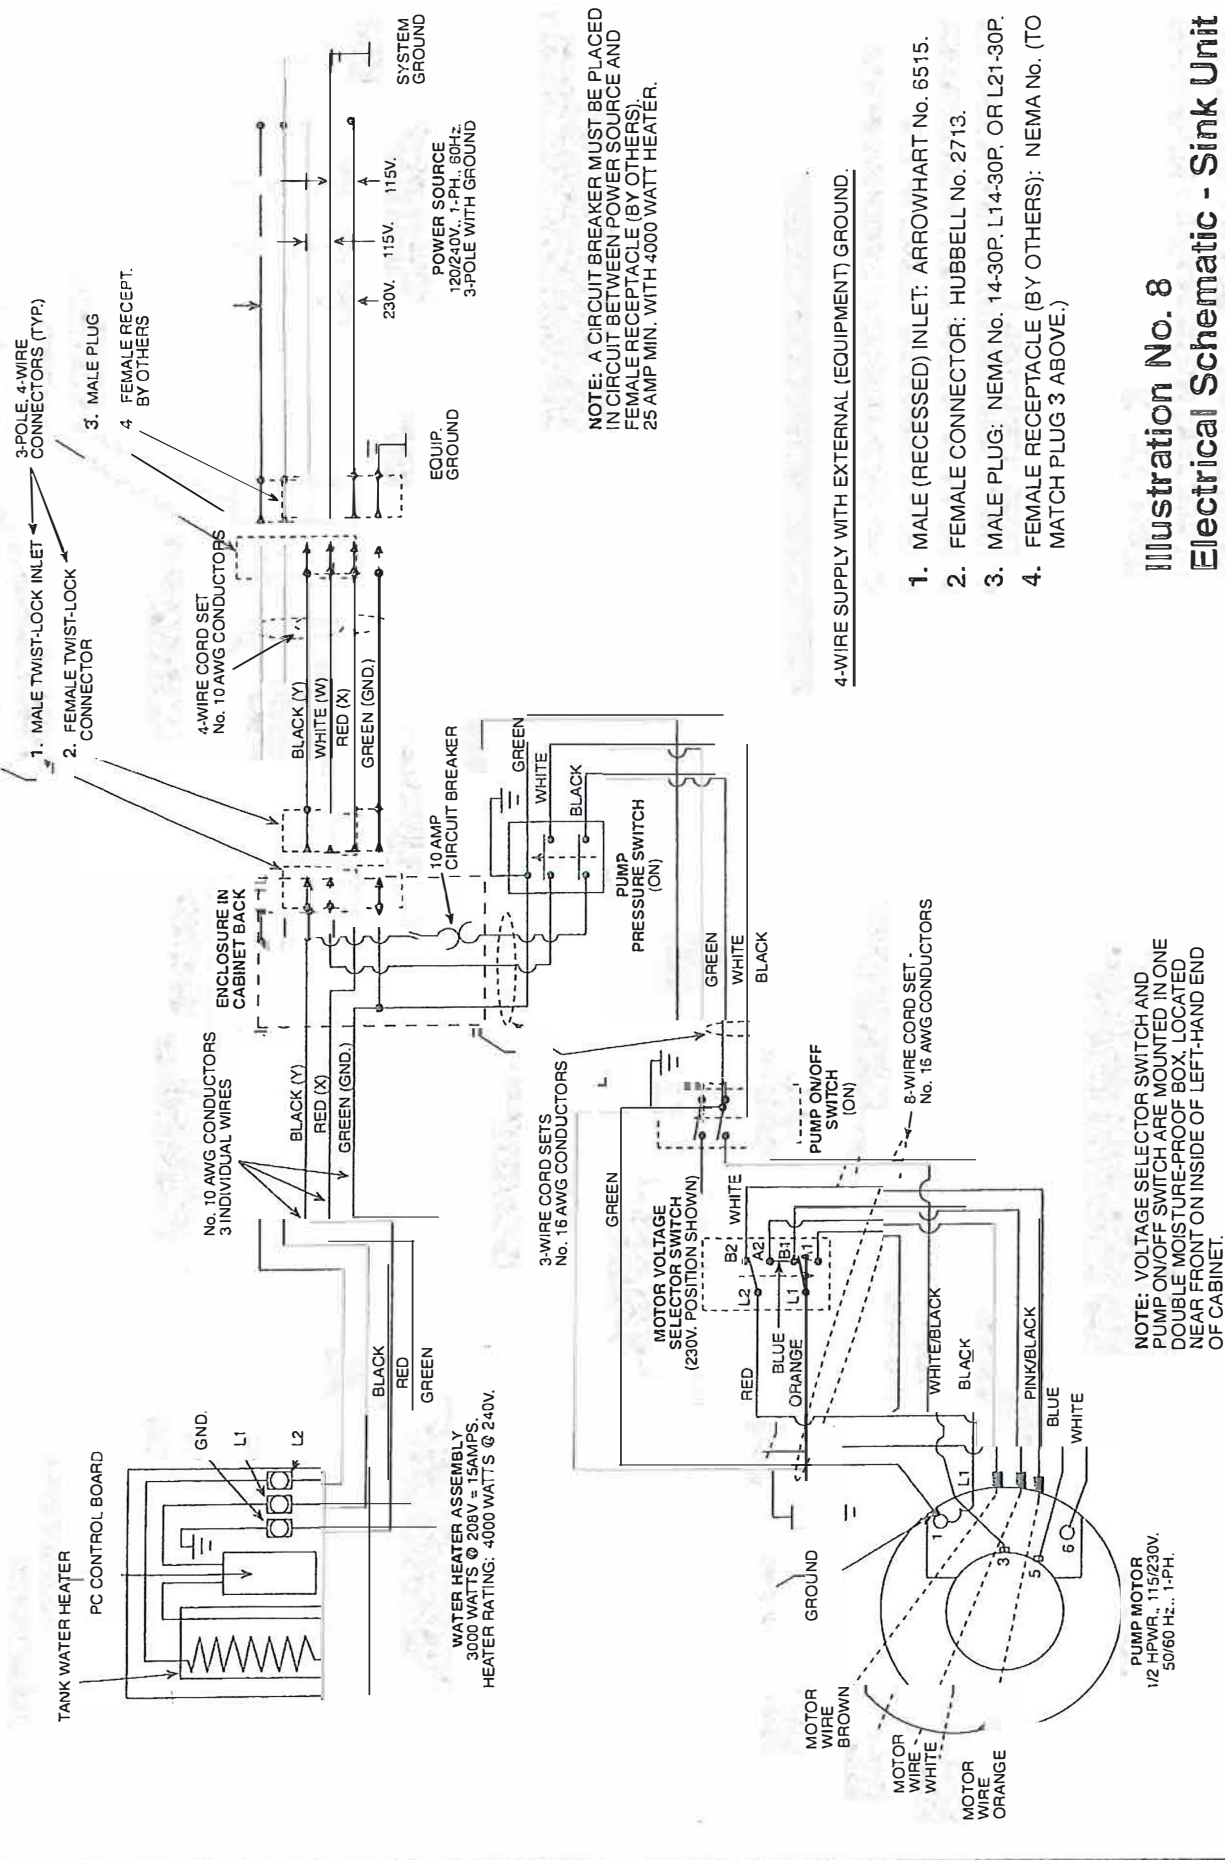 1. MALE TWIST-LOCK INLET
2. FEMALE TWIST-LOCK
CONNECTOR
3-POLE, 4-WIRE
CONNECTORS (TYP.)
3. MALE PLUG
4 FEMALE RECEPT.
BY OTHERS
4-WIRE CORD SET
No. 10 AWG CONDUCTORS
BLACK (Y)
WHITE (W)
RED (X)
GREEN (GND.)
EQUIP.
GROUND
SYSTEM
GROUND
230V.
115V.
115V.
POWER SOURCE
120/240V., 1-PH., 60Hz.
3-POLE WITH GROUND
ENCLOSURE IN
CABINET BACK
10 AMP
CIRCUIT BREAKER
No. 10 AWG CONDUCTORS
3 INDIVIDUAL WIRES
BLACK (Y)
RED (X)
GREEN (GND.)
TANK WATER HEATER
PC CONTROL BOARD
GND.
L1
L2
BLACK
RED
GREEN
WATER HEATER ASSEMBLY
3000 WATTS @ 208V = 15AMPS.
HEATER RATING: 4000 WATTS @ 240V.
GREEN
WHITE
BLACK
PUMP
PRESSURE SWITCH
(ON)
GREEN
WHITE
BLACK
3-WIRE CORD SETS
No. 16 AWG CONDUCTORS
GREEN
PUMP ON/OFF
SWITCH
(ON)
8-WIRE CORD SET -
No. 16 AWG CONDUCTORS
MOTOR VOLTAGE
SELECTOR SWITCH
(230V. POSITION SHOWN)
WHITE
B2
A2
B1
A1
L2
L1
RED
BLUE
ORANGE
WHITE/BLACK
BLACK
PINK/BLACK
BLUE
WHITE
L1
1
3
5
6
GROUND
MOTOR
WIRE
BROWN
MOTOR
WIRE
WHITE
MOTOR
WIRE
ORANGE
PUMP MOTOR
1/2 HPWR., 115/230V.
50/60 Hz., 1-PH.
NOTE: A CIRCUIT BREAKER MUST BE PLACED
IN CIRCUIT BETWEEN POWER SOURCE AND
FEMALE RECEPTACLE (BY OTHERS).
25 AMP MIN. WITH 4000 WATT HEATER.
4-WIRE SUPPLY WITH EXTERNAL (EQUIPMENT) GROUND.
1. MALE (RECESSED) INLET: ARROWHART No. 6515.
2. FEMALE CONNECTOR: HUBBELL No. 2713.
3. MALE PLUG: NEMA No. 14-30P, L14-30P, OR L21-30P.
4. FEMALE RECEPTACLE (BY OTHERS): NEMA No. (TO
MATCH PLUG 3 ABOVE.)
NOTE: VOLTAGE SELECTOR SWITCH AND
PUMP ON/OFF SWITCH ARE MOUNTED IN ONE
DOUBLE MOISTURE-PROOF BOX, LOCATED
NEAR FRONT ON INSIDE OF LEFT-HAND END
OF CABINET.
Illustration No. 8
Electrical Schematic - Sink Unit